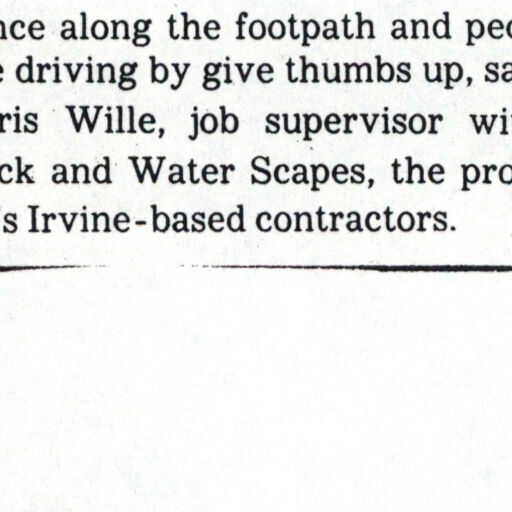 nce along the footpath and peo
e driving by give thumbs up, sa
ris Wille, job supervisor wi
ck and Water Scapes, the pro
's Irvine-based contractors.